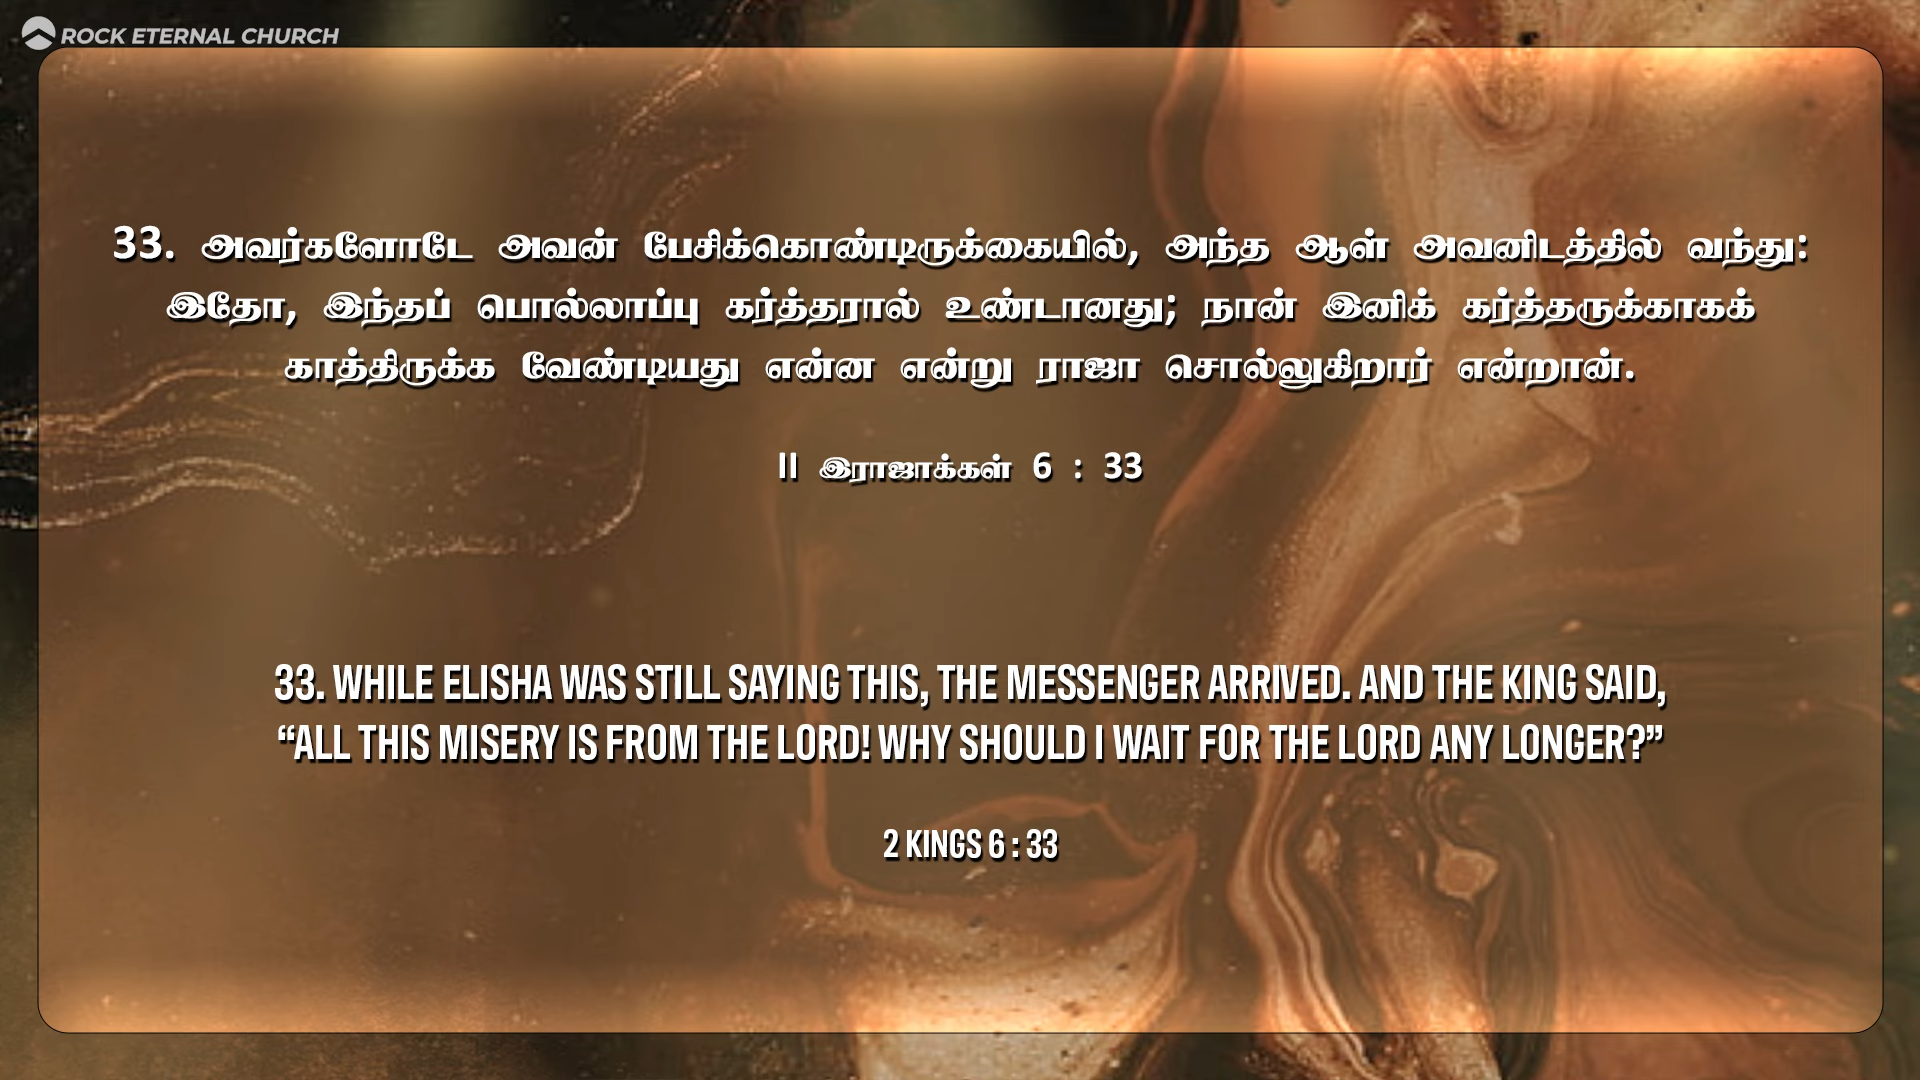 ROCK ETERNAL CHURCH
33. அவர்களோடே அவன் பேசிக்கொண்டிருக்கையில், அந்த ஆள் அவனிடத்தில் வந்து:
இதோ, இந்தப் பொல்லாப்பு கர்த்தரால் உண்டானது; நான் இனிக் கர்த்தருக்காகக்
காத்திருக்க வேண்டியது என்ன என்று ராஜா சொல்லுகிறார் என்றான்.
II இராஜாக்கள் 6 : 33
33. WHILE ELISHA WAS STILL SAYING THIS, THE MESSENGER ARRIVED. AND THE KING SAID,
“ALL THIS MISERY IS FROM THE LORD! WHY SHOULD I WAIT FOR THE LORD ANY LONGER?”
2 KINGS 6 : 33